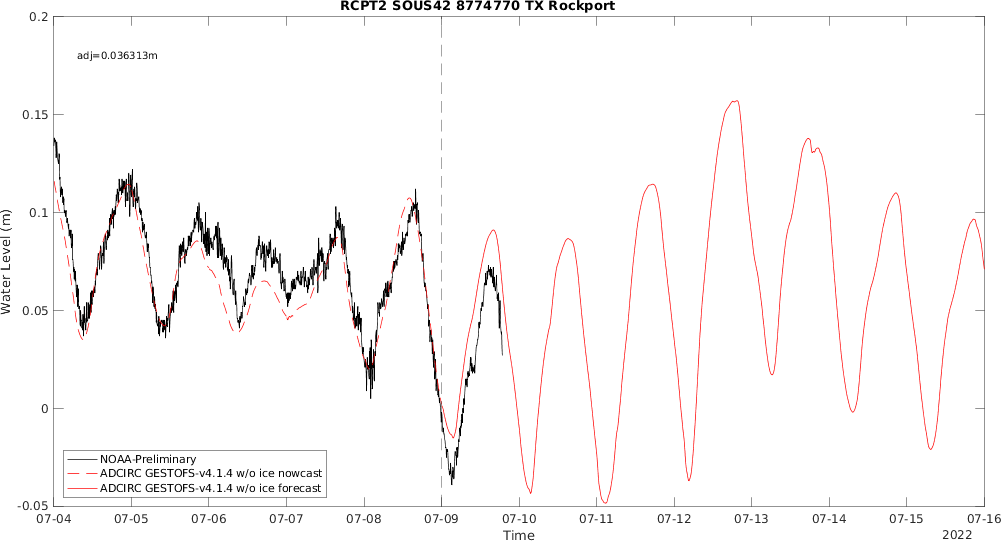 RCPT2 SOUS42 8774770 TX Rockport
0.2
0.15
0.1
0.05
0
-0.05
Water Level (m)
adj=0.036313m
NOAA-Preliminary
ADCIRC GESTOFS-v4.1.4 w/o ice nowcast
ADCIRC GESTOFS-v4.1.4 w/o ice forecast
07-04 07-05 07-06 07-07 07-08 07-09 07-10 07-11 07-12 07-13 07-14 07-15 07-16
Time
2022